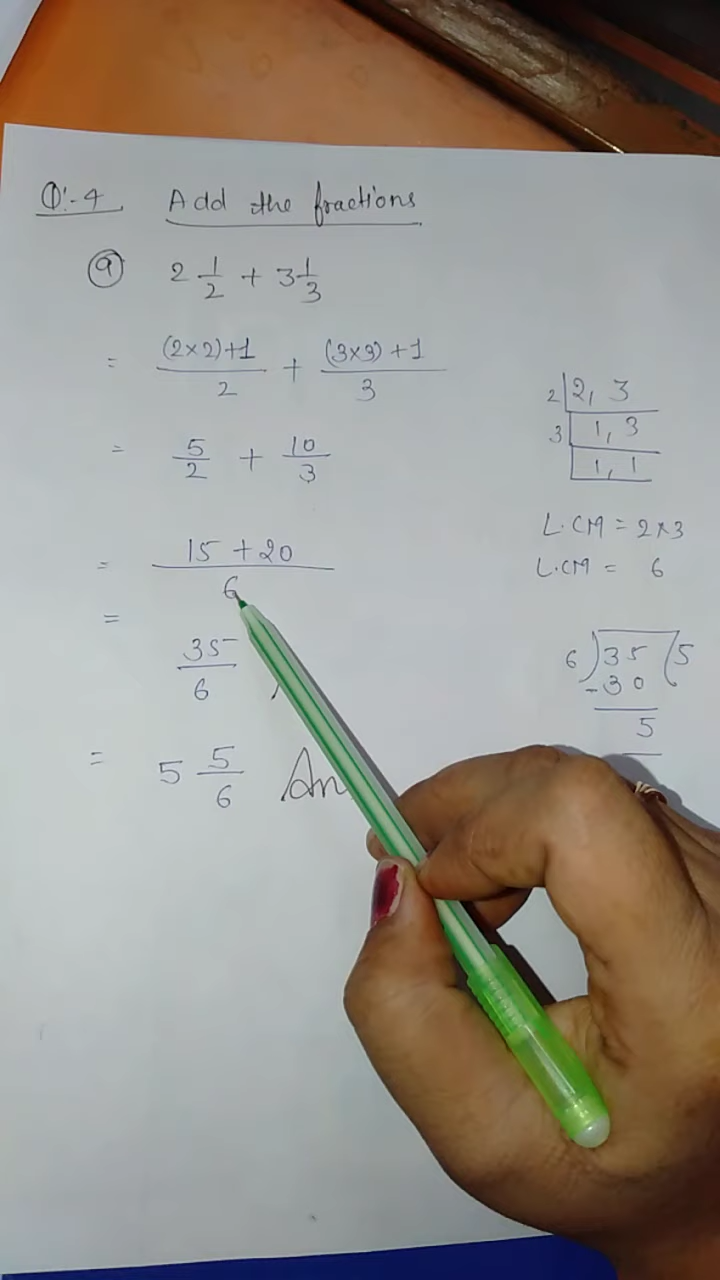 Q:-4. Add the fractions
(a) 2 1/2 + 3 1/3
= (2×2)+1/2 + (3×3)+1/3
= 5/2 + 10/3
= 15+20/6
=
35/6
= 5 5/6 An
2|2, 3
3|1, 3
1, 1
L.CM = 2×3
L.CM = 6
6)35(5
-30
5